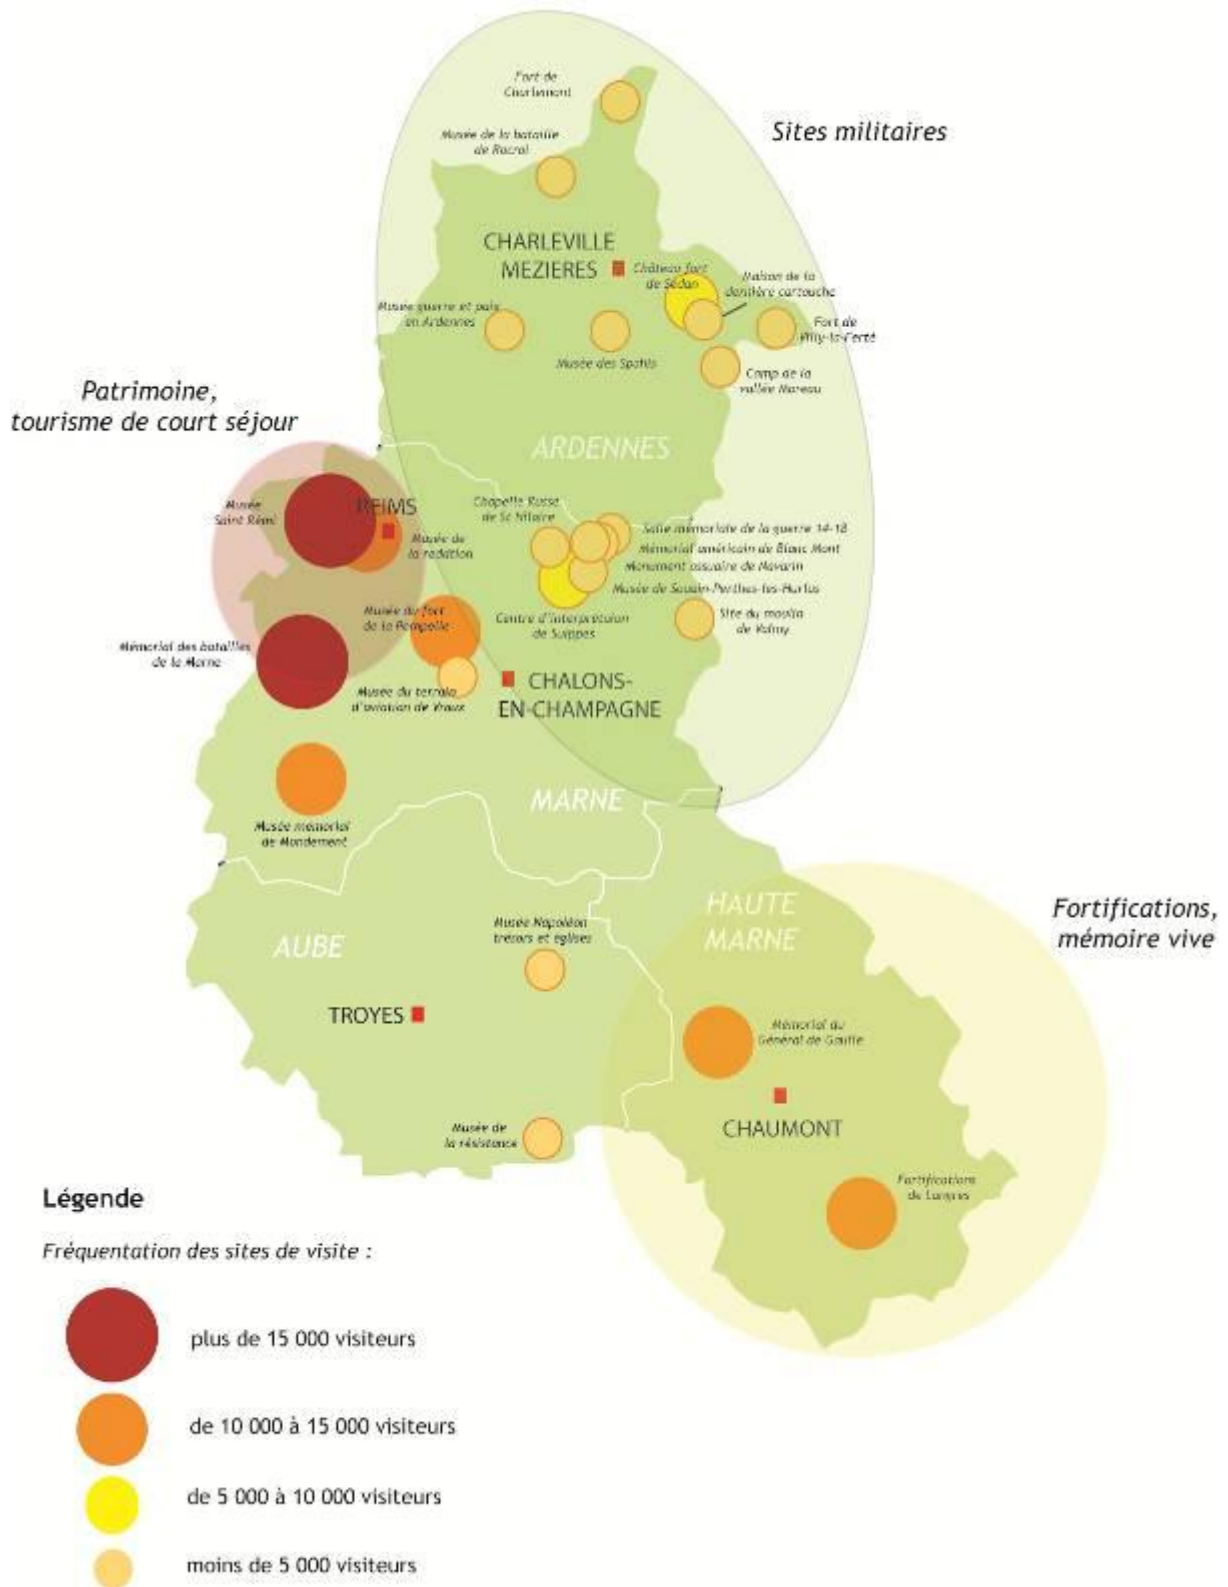 Fort de
Charlemont
Sites militaires
Musée de la bataille
de Rocroi
CHARLEVILLE
MEZIERES
Château fort
de Sédan
Maison de la
dernière cartouche
Musée guerre et paix
en Ardennes
Fort de
Villy-la-Ferté
Musée des Spahis
Camp de la
vallée Moreau
Patrimoine,
tourisme de court séjour
ARDENNES
Musée
Saint Rémi
REIMS
Musée de
la reddition
Chapelle Russe
de St Hilaire
Salle mémoriale de la guerre 14-18
Mémorial américain de Blanc Mont
Monument ossuaire de Navarin
Musée de Souain-Perthes-les-Hurlus
Musée du fort
de la Pompelle
Centre d'interprétation
de Suippes
Site du moulin
de Valmy
Mémorial des batailles
de la Marne
CHALONS-
EN-CHAMPAGNE
Musée du terrain
d'aviation de Vraux
MARNE
Musée mémorial
de Mondement
HAUTE
MARNE
Fortifications,
mémoire vive
Musée Napoléon
trésors et églises
AUBE
TROYES
Mémorial du
Général de Gaulle
CHAUMONT
Musée de
la résistance
Fortifications
de Langres
Légende
Fréquentation des sites de visite :
plus de 15 000 visiteurs
de 10 000 à 15 000 visiteurs
de 5 000 à 10 000 visiteurs
moins de 5 000 visiteurs